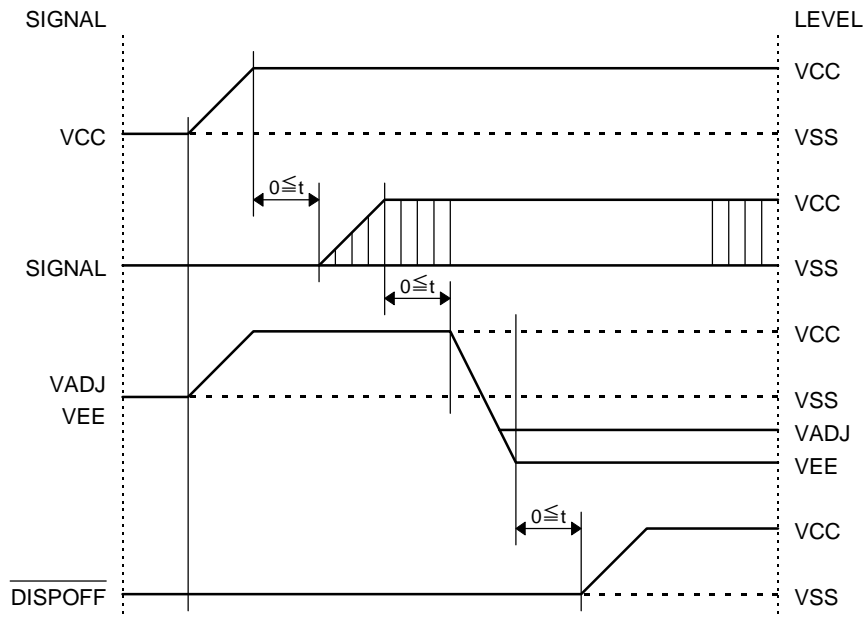 SIGNAL
LEVEL
VCC
VCC
VSS
0≦t
VCC
SIGNAL
VSS
0≦t
VCC
VADJ
VEE
VSS
VADJ
VEE
0≦t
VCC
DISPOFF
VSS